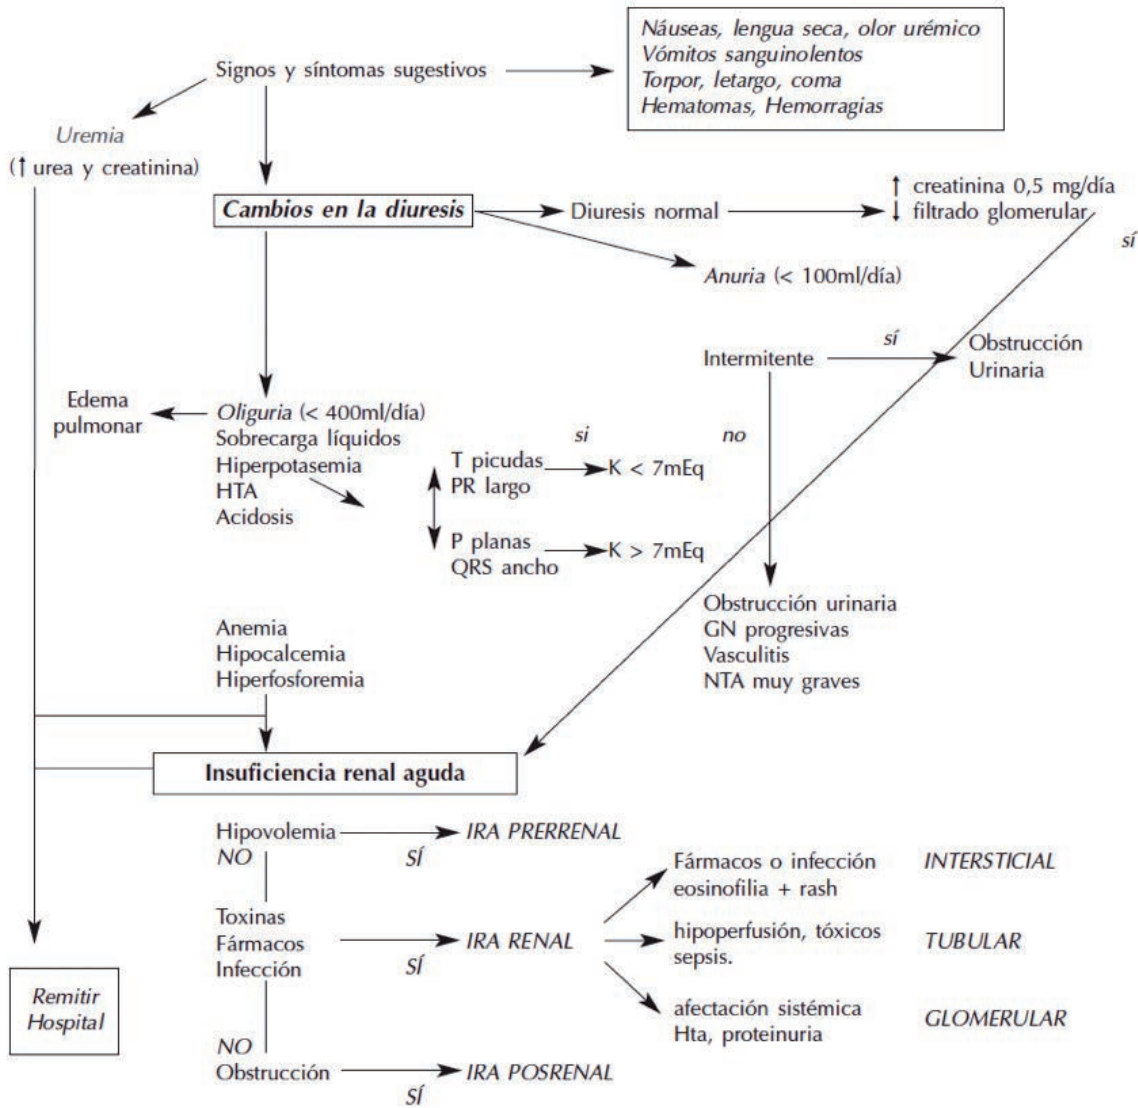 Náuseas, lengua seca, olor urémico
Vómitos sanguinolentos
Torpor, letargo, coma
Hematomas, Hemorragias
Signos y síntomas sugestivos
Uremia
(↑ urea y creatinina)
Cambios en la diuresis
Diuresis normal
↑ creatinina 0,5 mg/día
↓ filtrado glomerular
sí
Anuria (< 100ml/día)
Intermitente
sí
Obstrucción
Urinaria
no
Edema
pulmonar
Oliguria (< 400ml/día)
Sobrecarga líquidos
Hiperpotasemia
HTA
Acidosis
T picudas
PR largo
si
K < 7mEq
P planas
QRS ancho
K > 7mEq
Obstrucción urinaria
GN progresivas
Vasculitis
NTA muy graves
Anemia
Hipocalcemia
Hiperfosforemia
Insuficiencia renal aguda
Hipovolemia
NO
SÍ
IRA PRERRENAL
Toxinas
Fármacos
Infección
SÍ
IRA RENAL
Fármacos o infección
eosinofilia + rash
INTERSTICIAL
hipoperfusión, tóxicos
sepsis.
TUBULAR
afectación sistémica
Hta, proteinuria
GLOMERULAR
NO
Obstrucción
SÍ
IRA POSRENAL
Remitir
Hospital